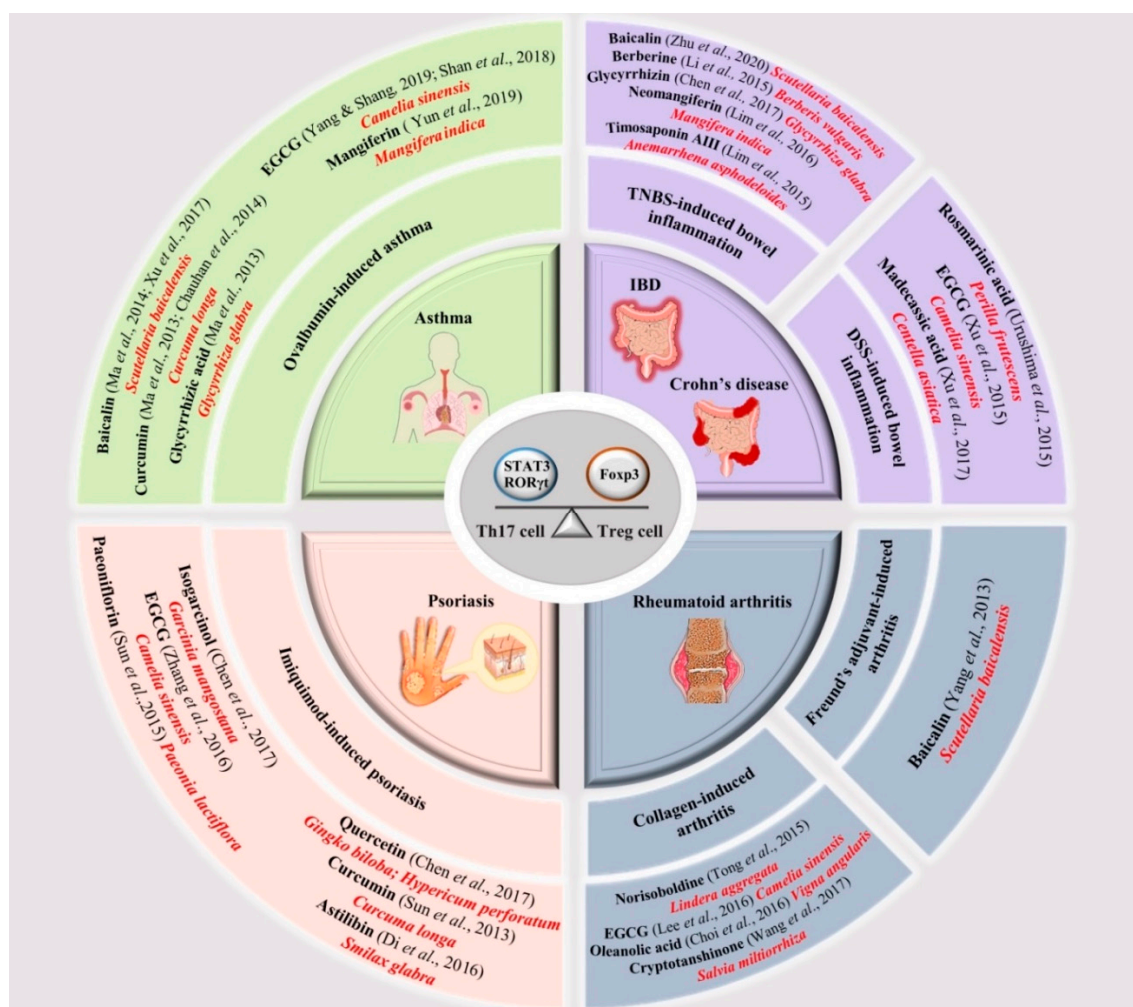 EGCG (Yang & Shang, 2019; Shan et al., 2018)
Camelia sinensis
Mangiferin ( Yun et al., 2019)
Mangifera indica
Baicalin (Ma et al., 2014; Xu et al., 2017)
Scutellaria baicalensis
Curcumin (Ma et al., 2013; Chauhan et al., 2014)
Curcuma longa
Glycyrrhizic acid (Ma et al., 2013)
Glycyrrhiza glabra
Ovalbumin-induced asthma
Asthma
Baicalin (Zhu et al., 2020) Scutellaria baicalensis
Berberine (Li et al., 2015) Berberis vulgaris
Glycyrrhizin (Chen et al., 2017) Glycyrrhiza glabra
Neomangiferin (Lim et al., 2016)
Mangifera indica
Timosaponin AIII (Lim et al., 2015)
Anemarrhena asphodeloides
TNBS-induced bowel
inflammation
Rosmarinic acid (Urushima et al., 2015)
Perilla frutescens
EGCG (Xu et al., 2015)
Camelia sinensis
Madecassic acid (Xu et al., 2017)
Centella asiatica
DSS-induced bowel
inflammation
IBD
Crohn's disease
STAT3
RORγt
Foxp3
Th17 cell
Treg cell
Psoriasis
Imiquimod-induced psoriasis
Isogarcinol (Chen et al., 2017)
Garcinia mangostana
EGCG (Zhang et al., 2016)
Camelia sinensis
Paeoniflorin (Sun et al.,2015) Paeonia lactiflora
Quercetin (Chen et al., 2017)
Gingko biloba; Hypericum perforatum
Curcumin (Sun et al., 2013)
Curcuma longa
Astilibin (Di et al., 2016)
Smilax glabra
Rheumatoid arthritis
Freund's adjuvant-induced
arthritis
Baicalin (Yang et al., 2013)
Scutellaria baicalensis
Collagen-induced
arthritis
Norisoboldine (Tong et al., 2015)
Lindera aggregata
EGCG (Lee et al., 2016) Camelia sinensis
Oleanolic acid (Choi et al., 2016) Vigna angularis
Cryptotanshinone (Wang et al., 2017)
Salvia miltiorrhiza